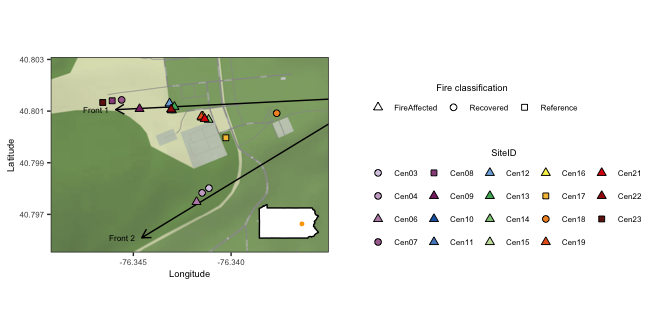 40.803
40.801
40.799
40.797
Latitude
Front 1
Front 2
-76.345 -76.340
Longitude
Fire classification
FireAffected Recovered Reference
SiteID
Cen03 Cen08 Cen12 Cen16 Cen21
Cen04 Cen09 Cen13 Cen17 Cen22
Cen06 Cen10 Cen14 Cen18 Cen23
Cen07 Cen11 Cen15 Cen19